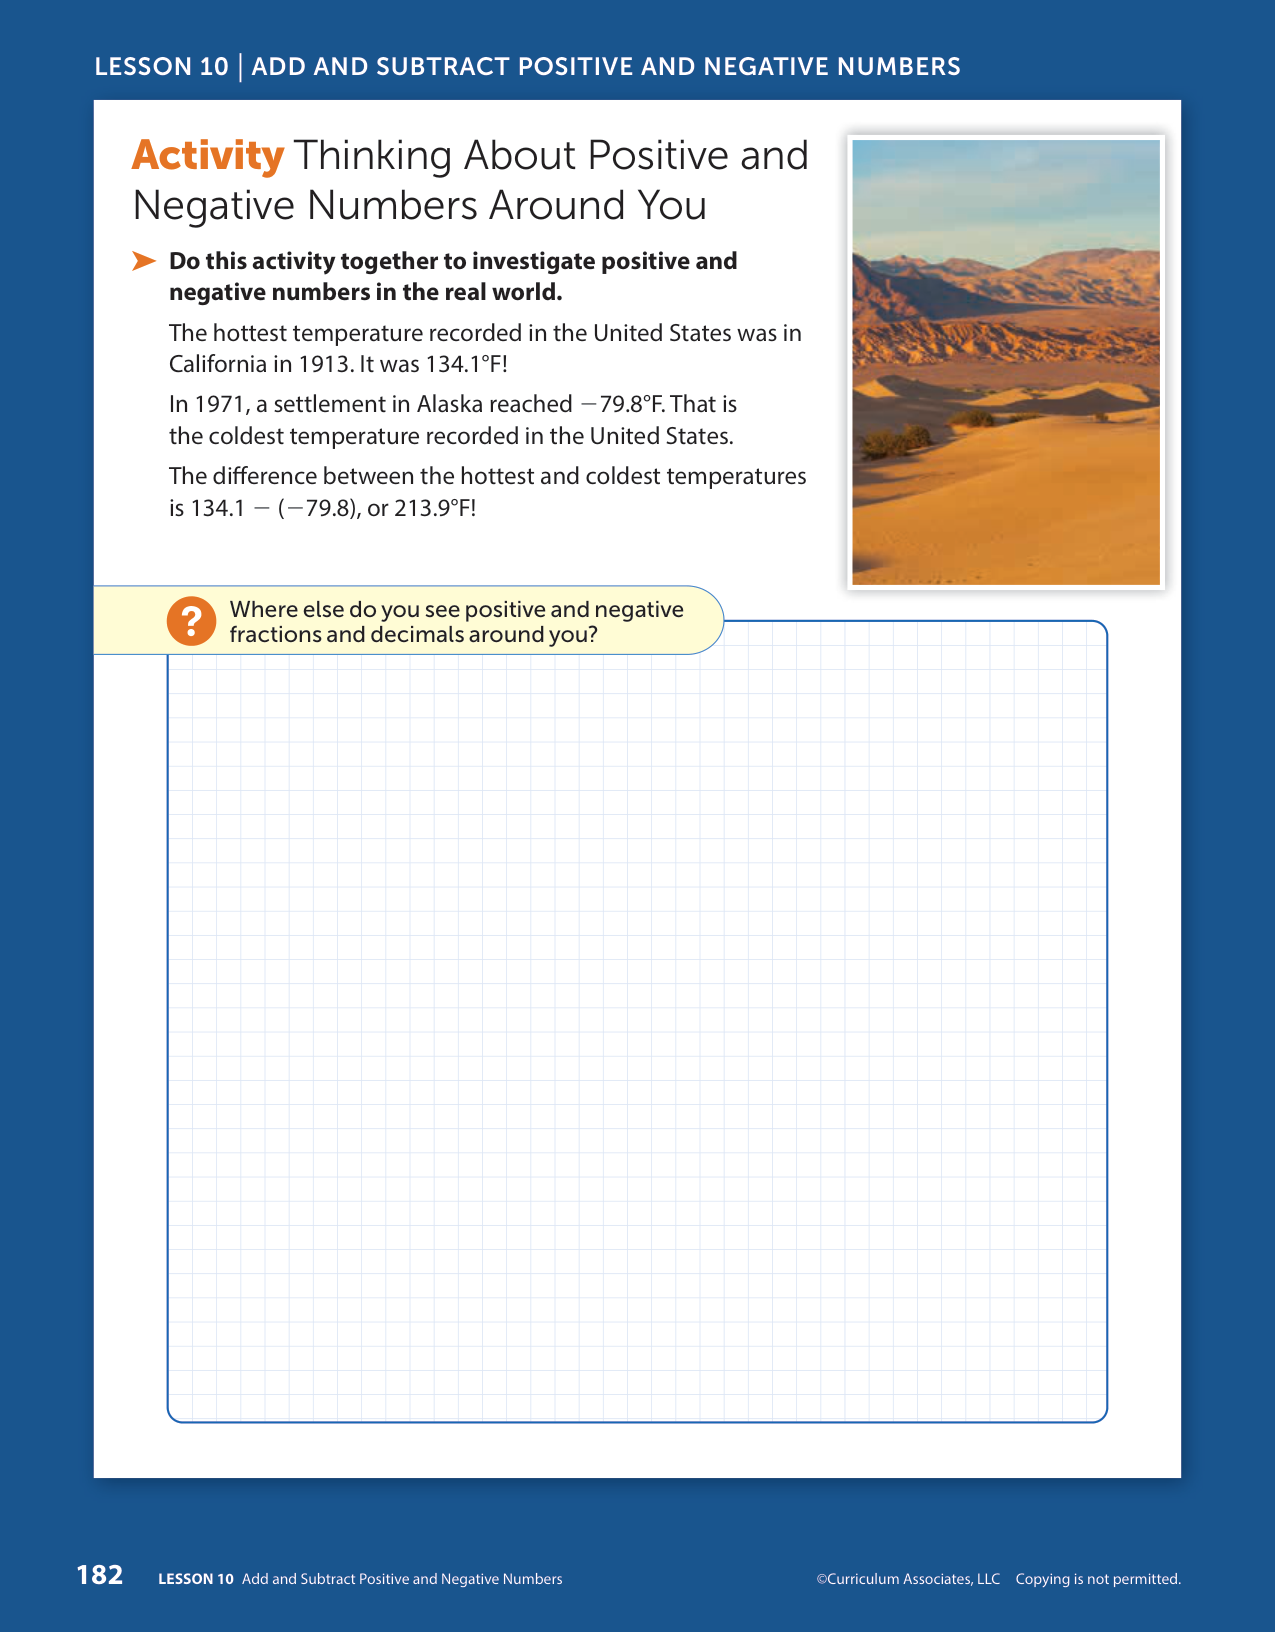 LESSON 10 | ADD AND SUBTRACT POSITIVE AND NEGATIVE NUMBERS
Activity Thinking About Positive and
Negative Numbers Around You
➤ Do this activity together to investigate positive and
negative numbers in the real world.
The hottest temperature recorded in the United States was in
California in 1913. It was 134.1°F!
In 1971, a settlement in Alaska reached −79.8°F. That is
the coldest temperature recorded in the United States.
The difference between the hottest and coldest temperatures
is 134.1 − (−79.8), or 213.9°F!
? Where else do you see positive and negative
fractions and decimals around you?
182 LESSON 10 Add and Subtract Positive and Negative Numbers ©Curriculum Associates, LLC Copying is not permitted.